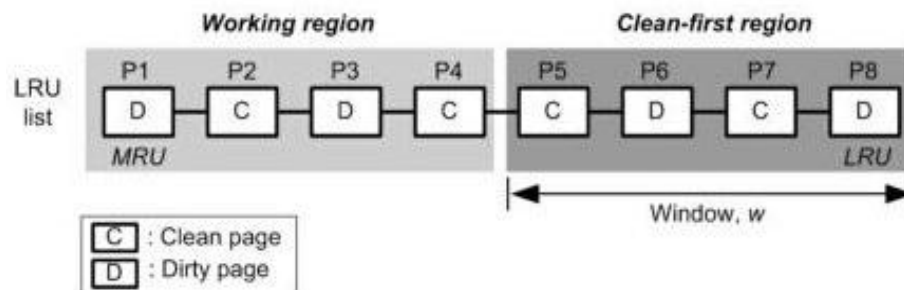 Working region Clean-first region
P1 P2 P3 P4 P5 P6 P7 P8
LRU list
D C D C C D C D
MRU LRU
Window, w
C : Clean page
D : Dirty page